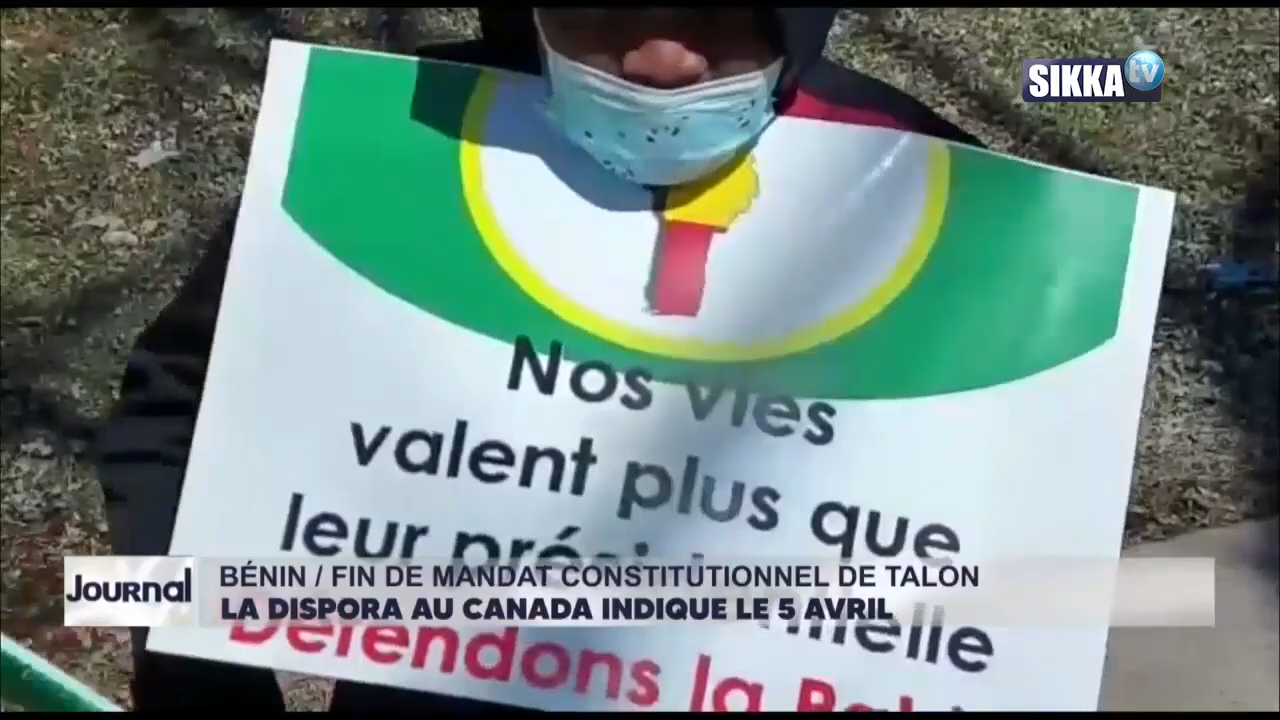 SIKKA tv
Nos vies
valent plus que
leur présidentielle
Journal
BÉNIN / FIN DE MANDAT CONSTITUTIONNEL DE TALON
LA DISPORA AU CANADA INDIQUE LE 5 AVRIL
Défendons la